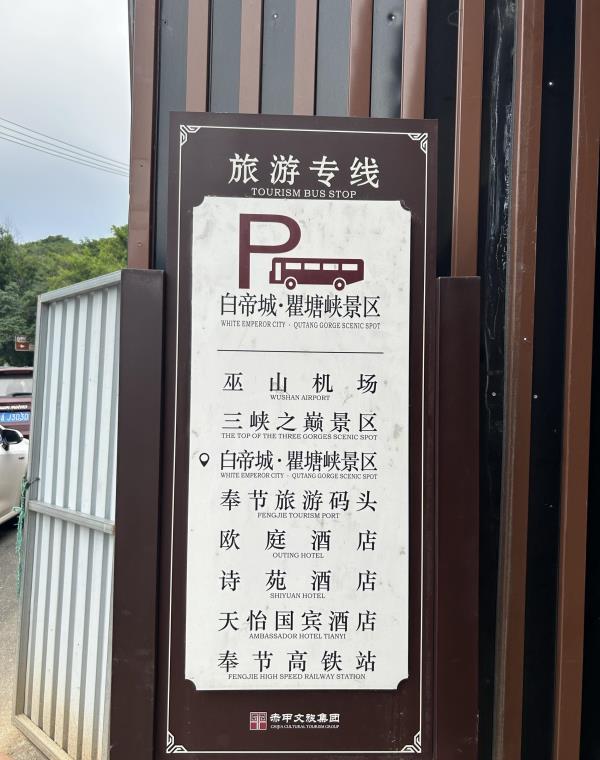 旅游专线
TOURISM BUS STOP
P
白帝城·瞿塘峡景区
WHITE EMPEROR CITY · QUTANG GORGE SCENIC SPOT
巫山机场
WUSHAN AIRPORT
三峡之巅景区
THE TOP OF THE THREE GORGES SCENIC SPOT
白帝城·瞿塘峡景区
WHITE EMPEROR CITY · QUTANG GORGE SCENIC SPOT
奉节旅游码头
FENGJIE TOURISM PORT
欧庭酒店
OUTING HOTEL
诗苑酒店
SHIYUAN HOTEL
天怡国宾酒店
AMBASSADOR HOTEL TIANYI
奉节高铁站
FENGJIE HIGH SPEED RAILWAY STATION
赤甲文旅集团
CHIJIA CULTURAL TOURISM GROUP